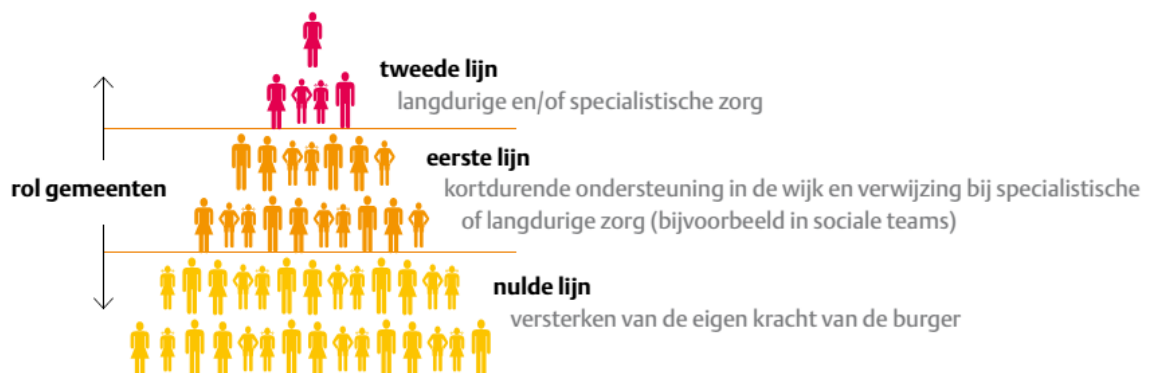 tweede lijn
langdurige en/of specialistische zorg
eerste lijn
kortdurende ondersteuning in de wijk en verwijzing bij specialistische
of langdurige zorg (bijvoorbeeld in sociale teams)
rol gemeenten
nulde lijn
versterken van de eigen kracht van de burger